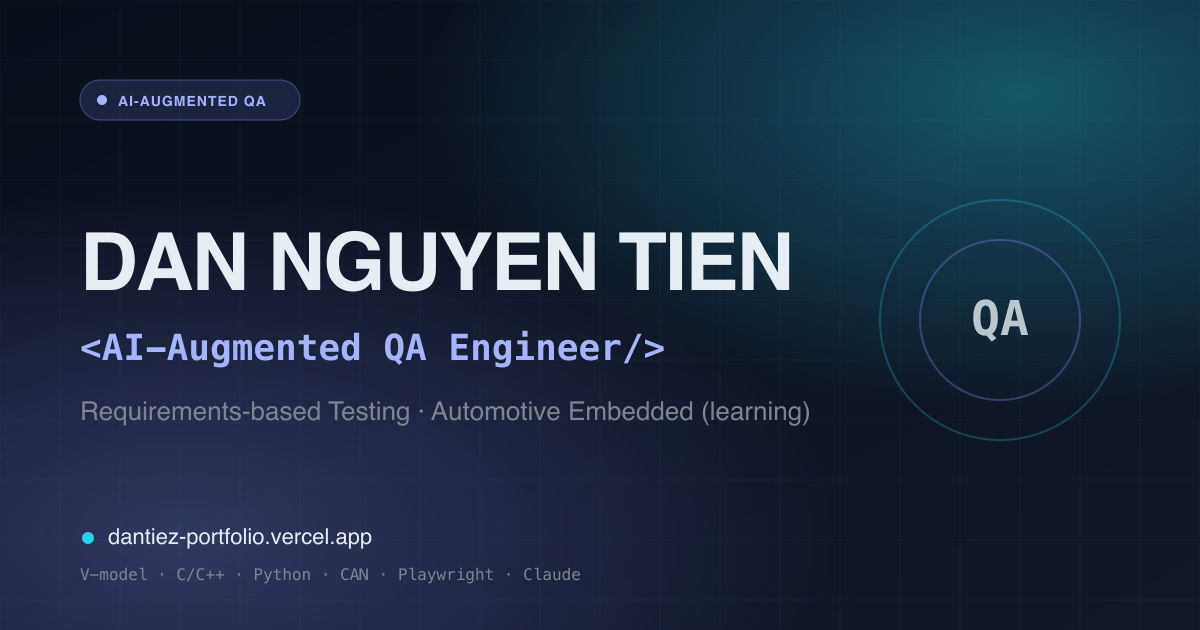 AI-AUGMENTED QA
DAN NGUYEN TIEN
<AI–Augmented QA Engineer/>
Requirements-based Testing · Automotive Embedded (learning)
QA
dantiez-portfolio.vercel.app
V–model · C/C++ · Python · CAN · Playwright · Claude